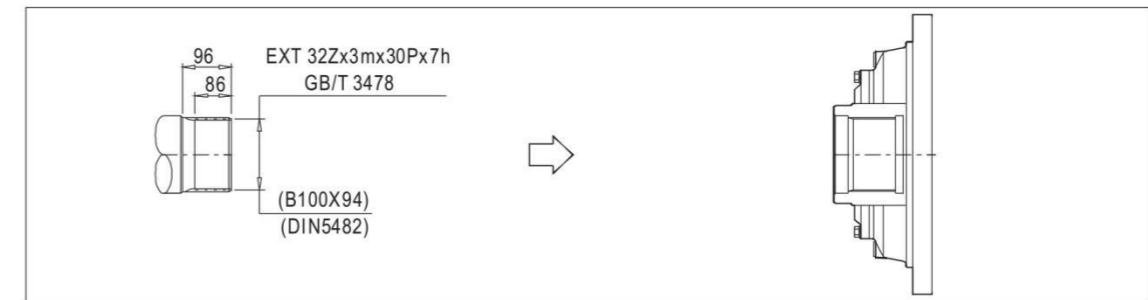 96
EXT 32Zx3mx30Px7h
86
GB/T 3478
(B100X94)
(DIN5482)